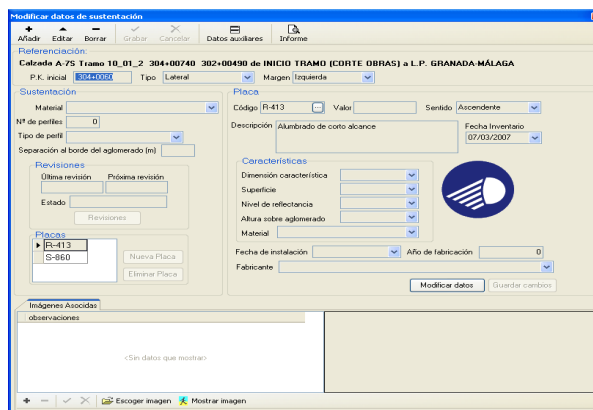 Modificar datos de sustentación
Añadir Editar Borrar Grabar Cancelar Datos auxiliares Informe
Referenciación:
Calzada A-7S Tramo 10_01_2 304+00740 302+00490 de INICIO TRAMO (CORTE OBRAS) a L.P. GRANADA-MÁLAGA
P.K. inicial 304+0060 Tipo Lateral Margen Izquierda
Sustentación
Material
Nº de perfiles 0
Tipo de perfil
Separación al borde del aglomerado (m)
Revisiones
Última revisión Próxima revisión
Estado
Revisiones
Placas
R-413
S-860
Nueva Placa
Eliminar Placa
Placa
Código R-413 ... Valor Sentido Ascendente
Descripción Alumbrado de corto alcance
Fecha Inventario
07/03/2007
Características
Dimensión característica
Superficie
Nivel de reflectancia
Altura sobre aglomerado
Material
Fecha de instalación Año de fabricación 0
Fabricante
Modificar datos Guardar cambios
Imágenes Asocidas
observaciones
<Sin datos que mostrar>
Escoger imagen Mostrar imagen